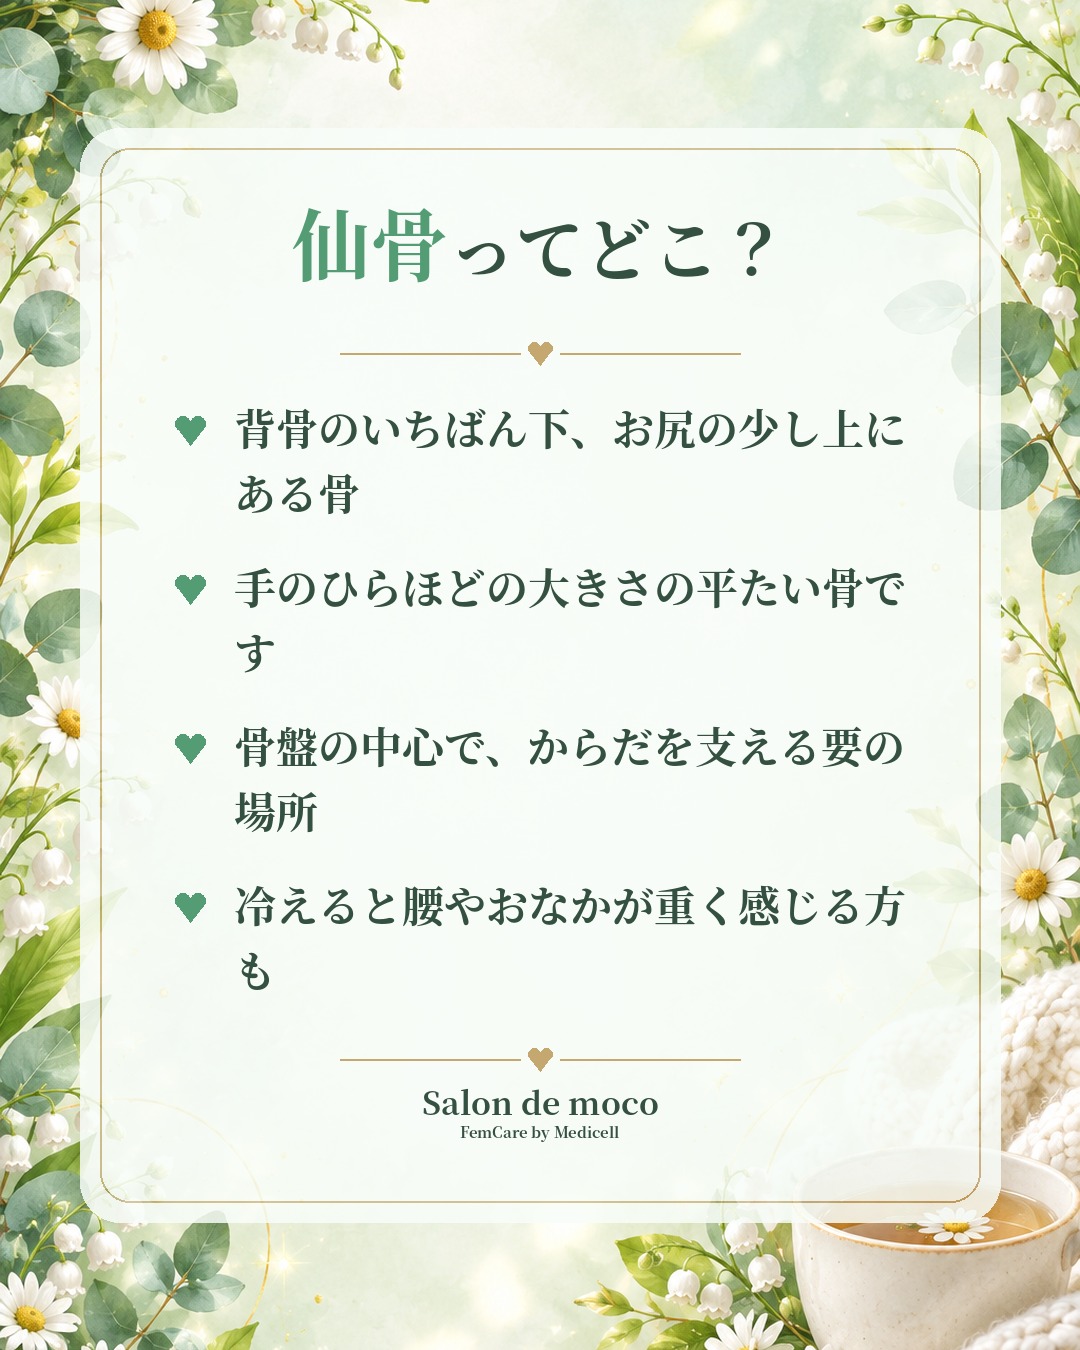 仙骨ってどこ？
背骨のいちばん下、お尻の少し上に
ある骨
手のひらほどの大きさの平たい骨で
す
骨盤の中心で、からだを支える要の
場所
冷えると腰やおなかが重く感じる方
も
Salon de moco
FemCare by Medicell